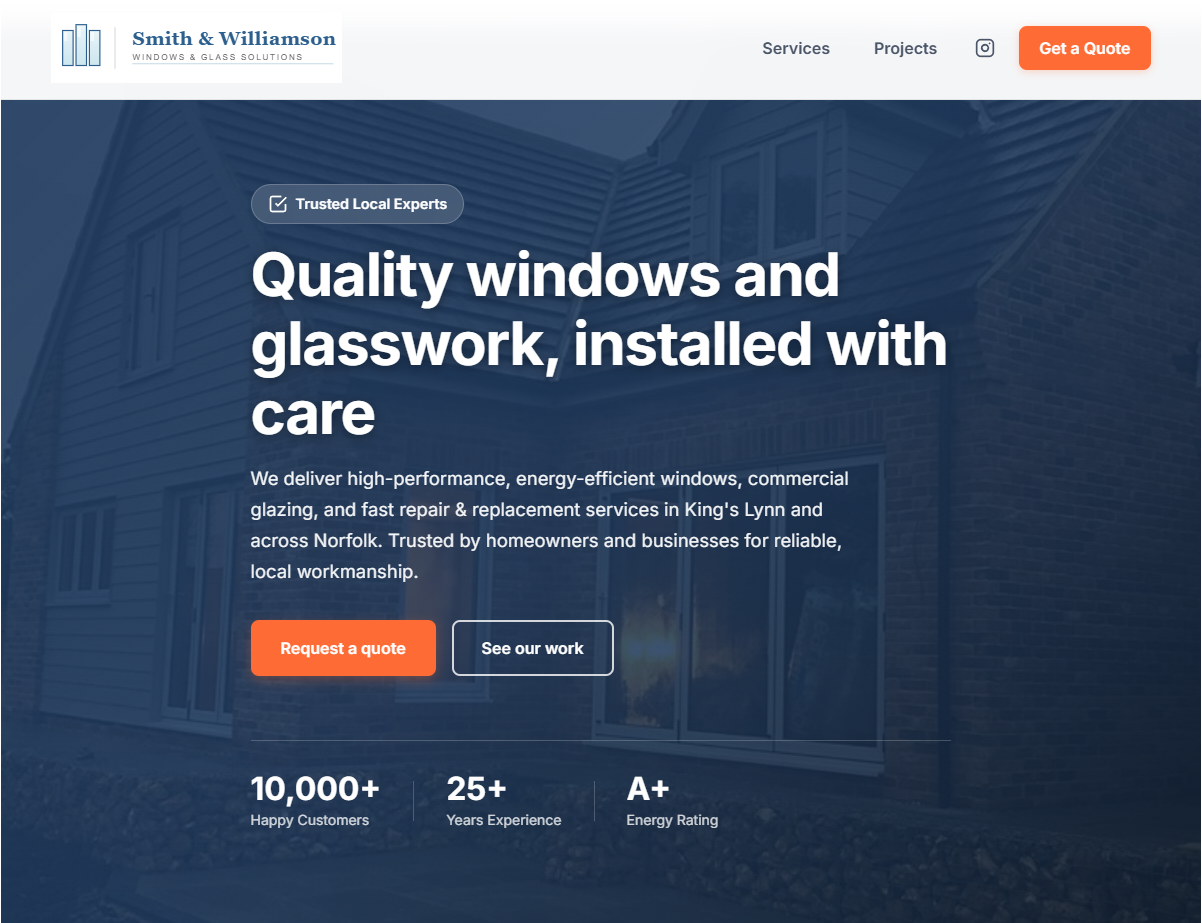 Smith & Williamson
WINDOWS & GLASS SOLUTIONS
Services
Projects
Get a Quote
Trusted Local Experts
Quality windows and
glasswork, installed with
care
We deliver high-performance, energy-efficient windows, commercial
glazing, and fast repair & replacement services in King's Lynn and
across Norfolk. Trusted by homeowners and businesses for reliable,
local workmanship.
Request a quote
See our work
10,000+
Happy Customers
25+
Years Experience
A+
Energy Rating